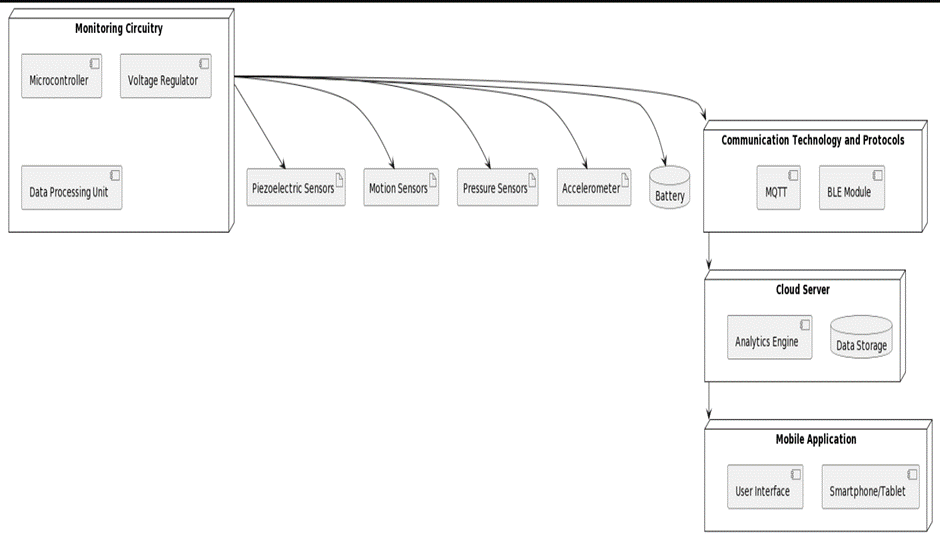 Monitoring Circuitry
Microcontroller
Voltage Regulator
Data Processing Unit
Piezoelectric Sensors
Motion Sensors
Pressure Sensors
Accelerometer
Battery
Communication Technology and Protocols
MQTT
BLE Module
Cloud Server
Analytics Engine
Data Storage
Mobile Application
User Interface
Smartphone/Tablet